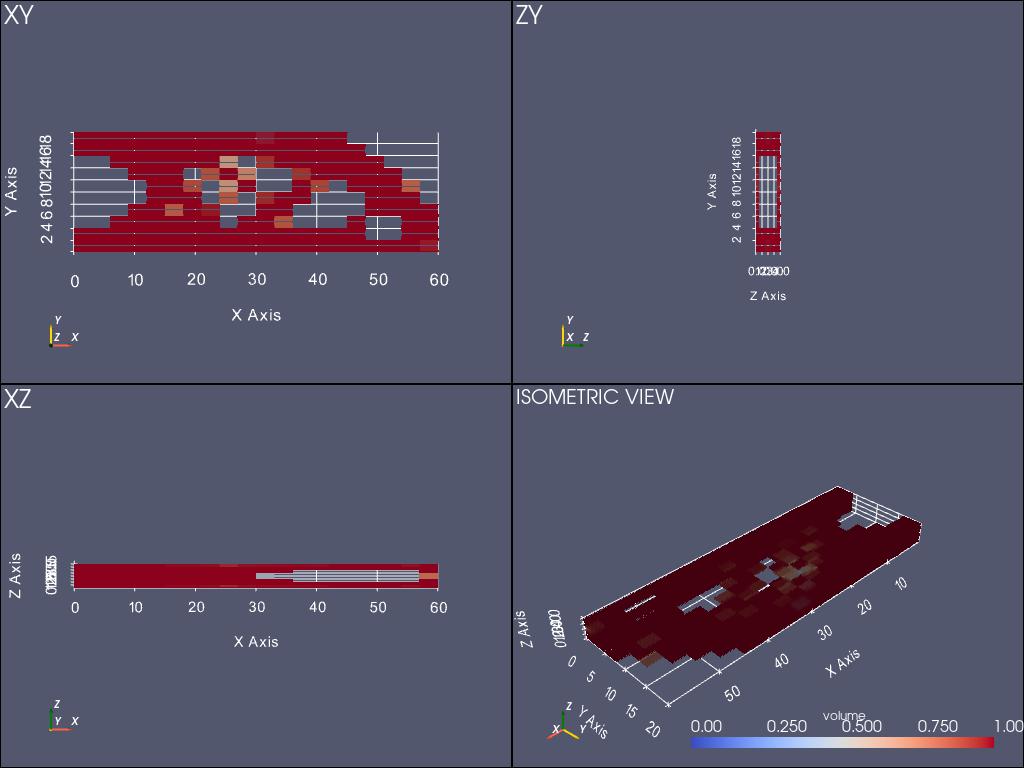 XY
Y Axis
2 4 6 8 10 12 14 16 18
0 10 20 30 40 50 60
X Axis
Y
Z X
ZY
Y Axis
2 4 6 8 10 12 14 16 18
Z Axis
Y
X Z
XZ
Z Axis
0 10 20 30 40 50 60
X Axis
Z
Y X
ISOMETRIC VIEW
Z Axis
0 5 10 15 20
Y Axis
50 40 30 20 10
X Axis
Z
X Y
volume
0.00 0.250 0.500 0.750 1.00